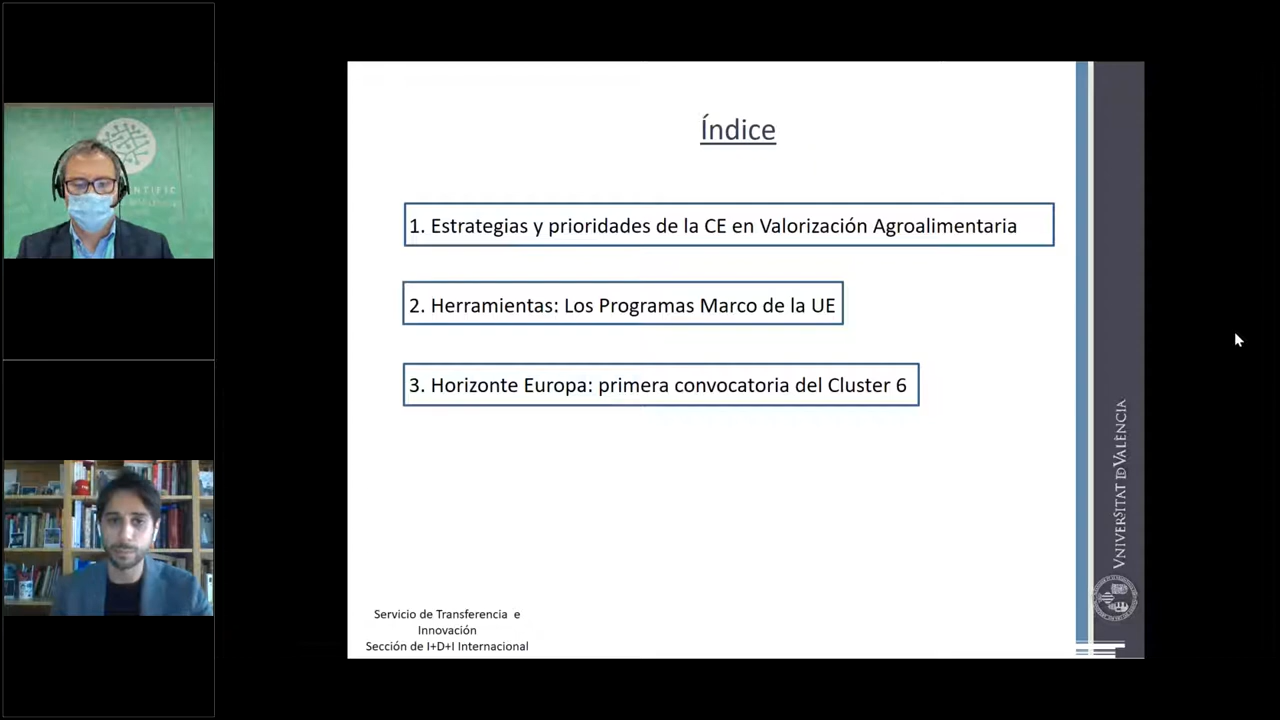 Índice
1. Estrategias y prioridades de la CE en Valorización Agroalimentaria
2. Herramientas: Los Programas Marco de la UE
3. Horizonte Europa: primera convocatoria del Cluster 6
Servicio de Transferencia e
Innovación
Sección de I+D+I Internacional
VNIVERSITAT DE VALÈNCIA